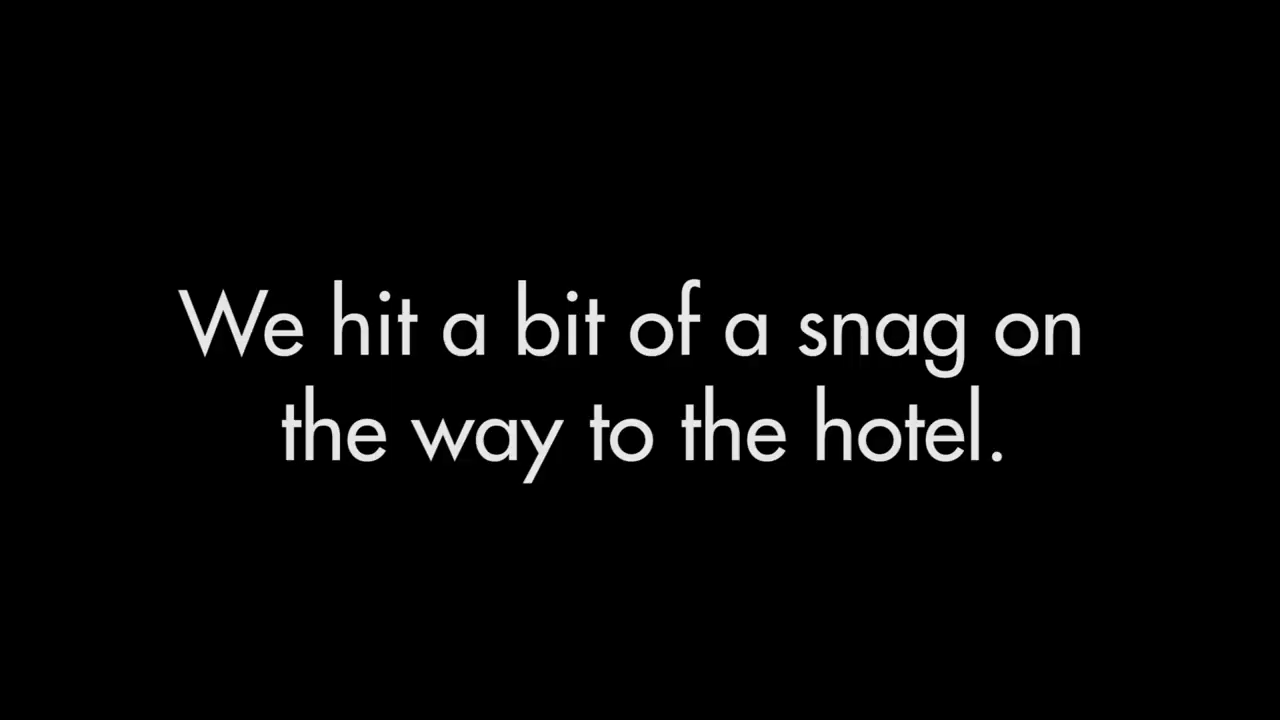 We hit a bit of a snag on
the way to the hotel.